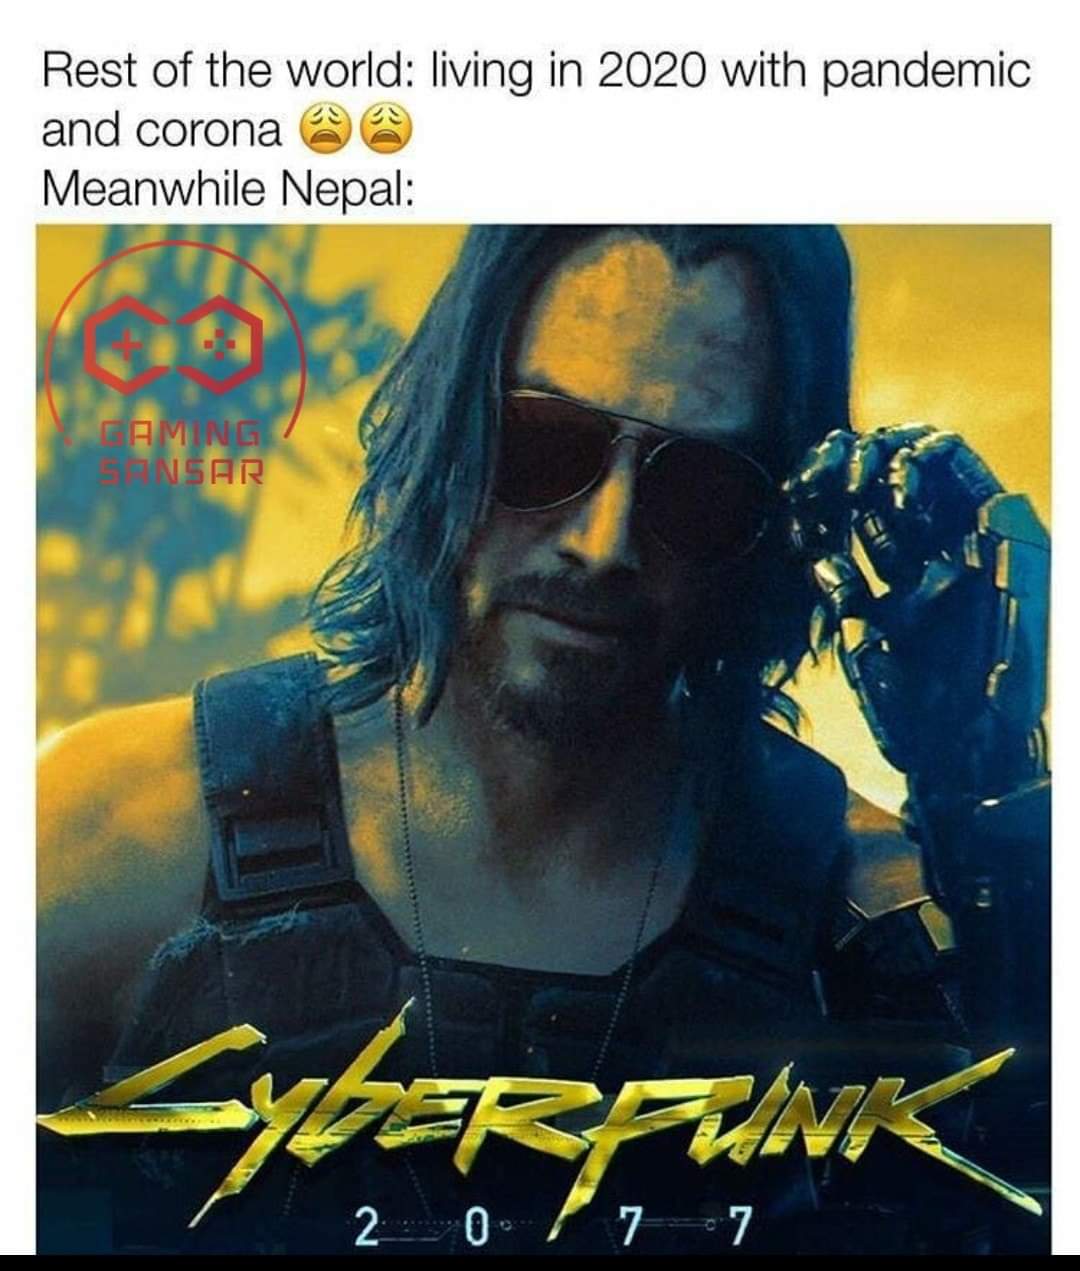 Rest of the world: living in 2020 with pandemic
and corona 😩😩
Meanwhile Nepal:
GAMING
SANSAR
CYBERPUNK
2077